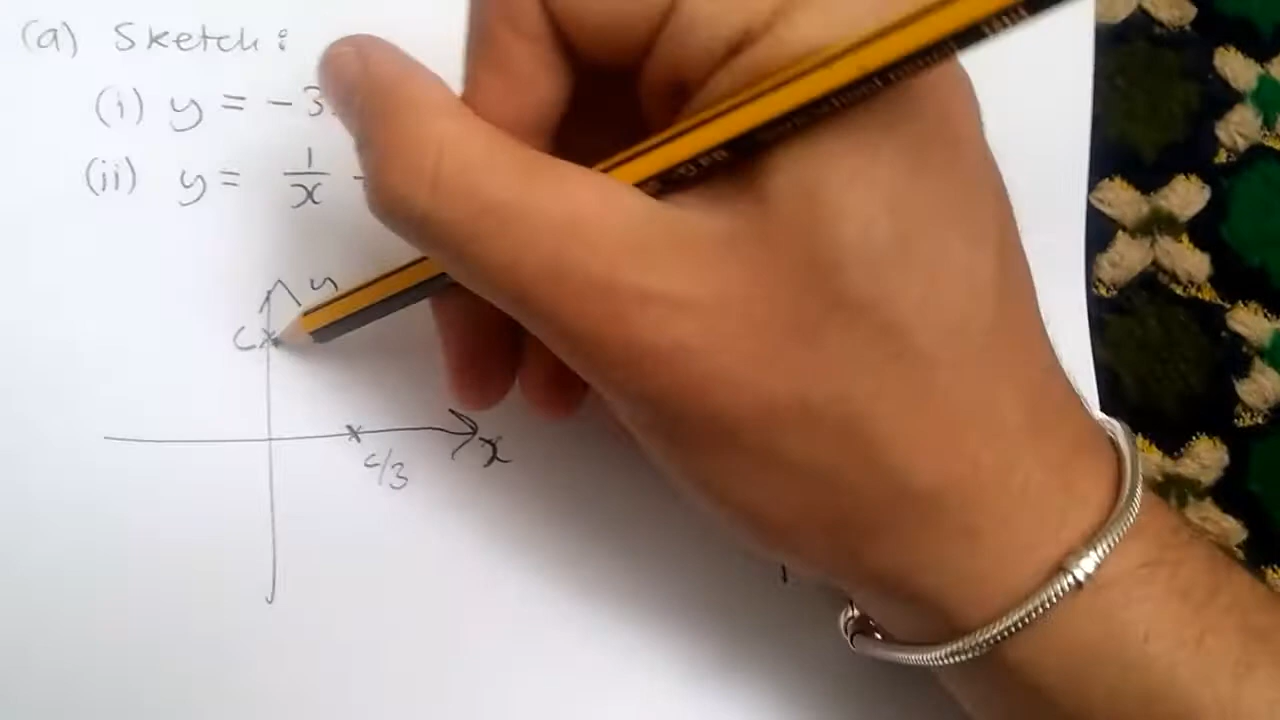 (a) Sketch:
(i) y = -3
(ii) y = 1/x -
y
c
x
c/3